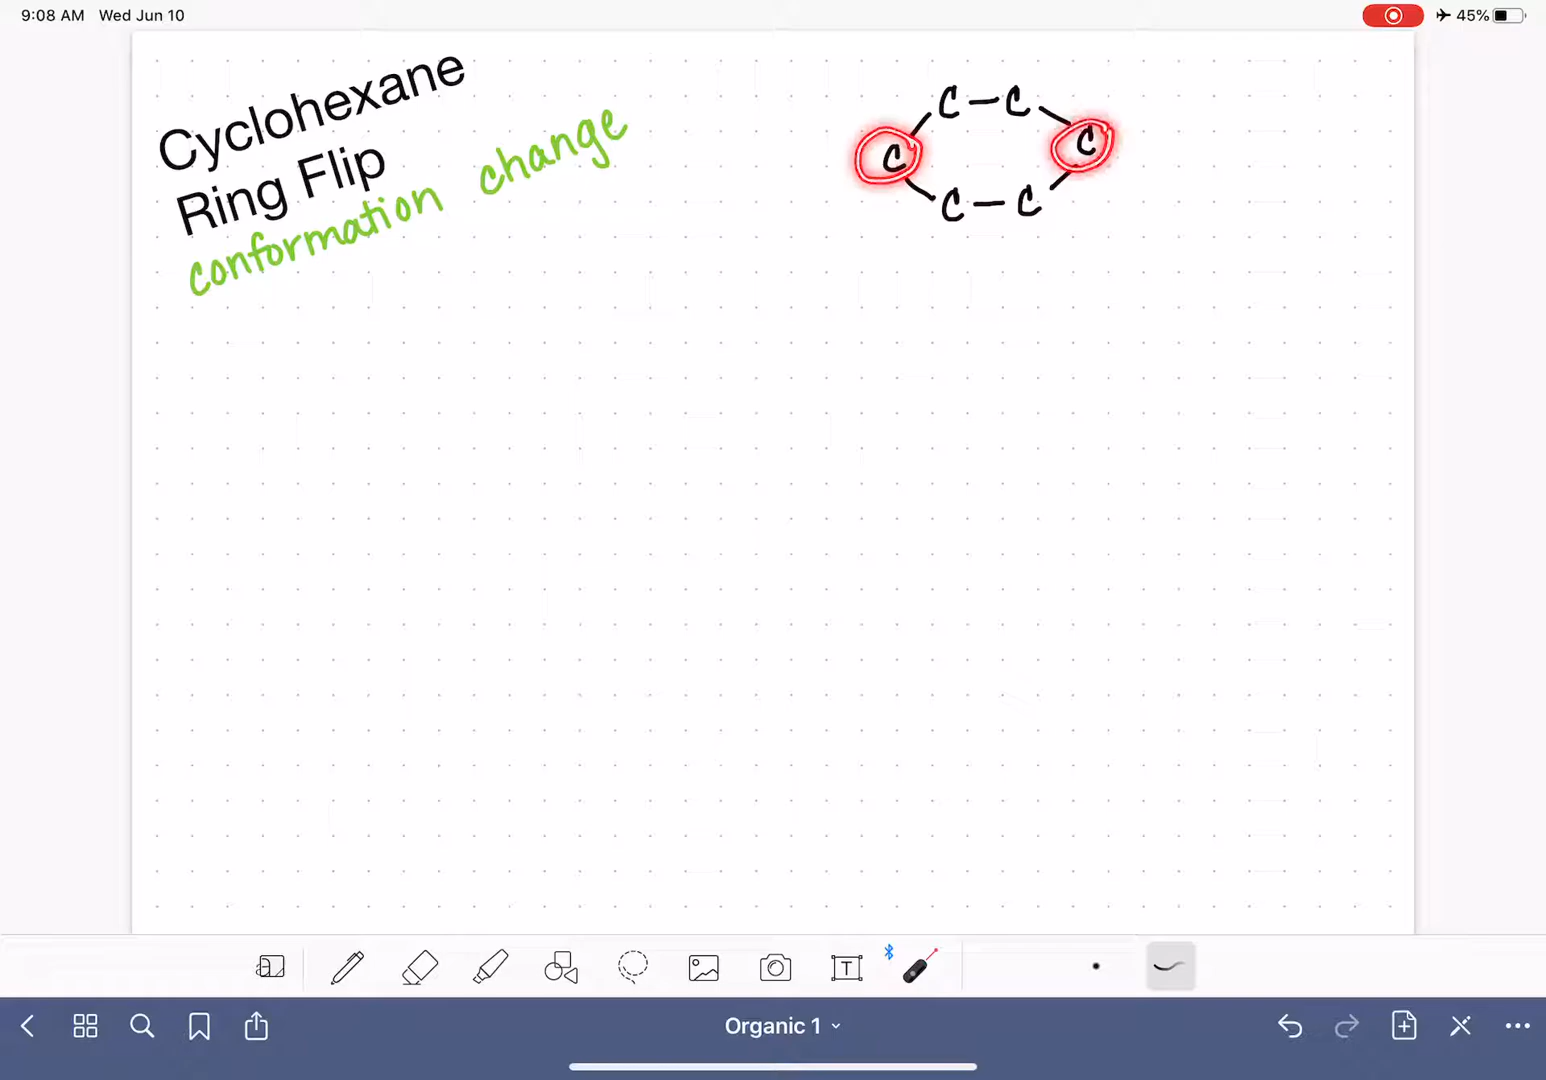 9:08 AM Wed Jun 10
45%
Cyclohexane
Ring Flip
conformation change
C-C
C C
C-C
T
Organic 1